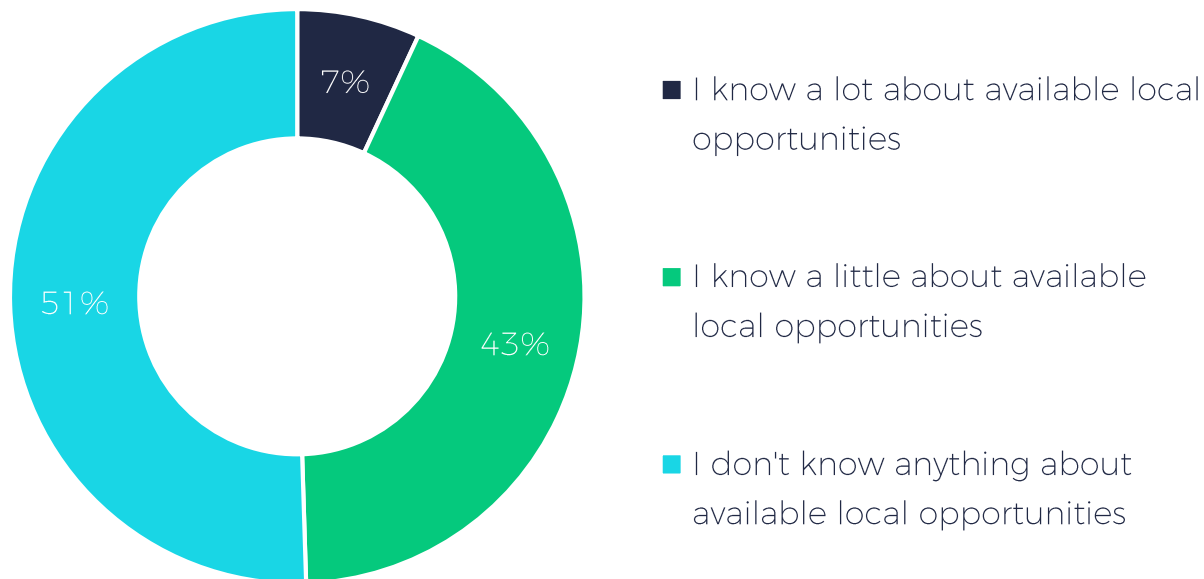 7%
I know a lot about available local
opportunities
I know a little about available
local opportunities
51%
43%
I don't know anything about
available local opportunities